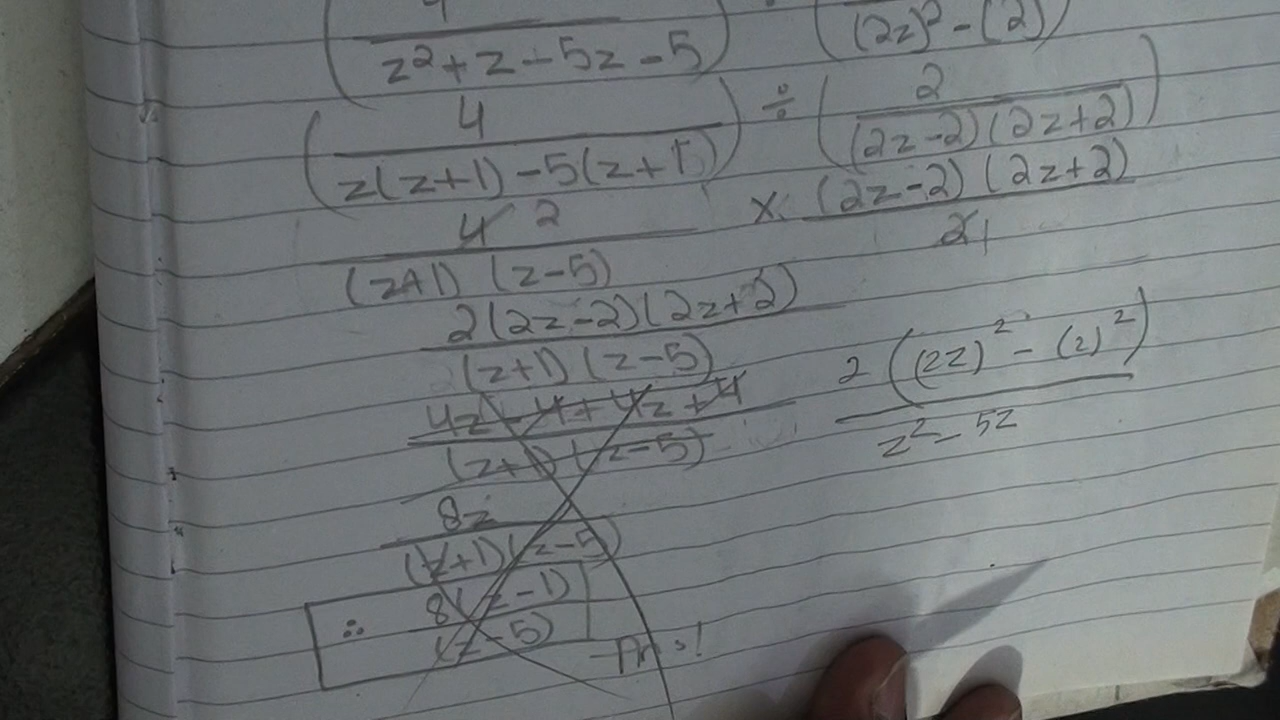 4
z² + z - 5z - 5 (2z)² - (2)
( 4 / z(z+1) - 5(z+1) ) ÷ ( 2 / (2z-2)(2z+2) )
4 2 / (z+1) (z-5) × (2z-2) (2z+2) / 2 1
2(2z-2)(2z+2) / (z+1) (z-5)
2 ((2z)² - (2)²) / z² - 5z
4z - 4 + 4z + 4 / (z+1) (z-5)
8z / (z+1)(z-5)
∴ 8(z-1) / (z-5)
-Ans!